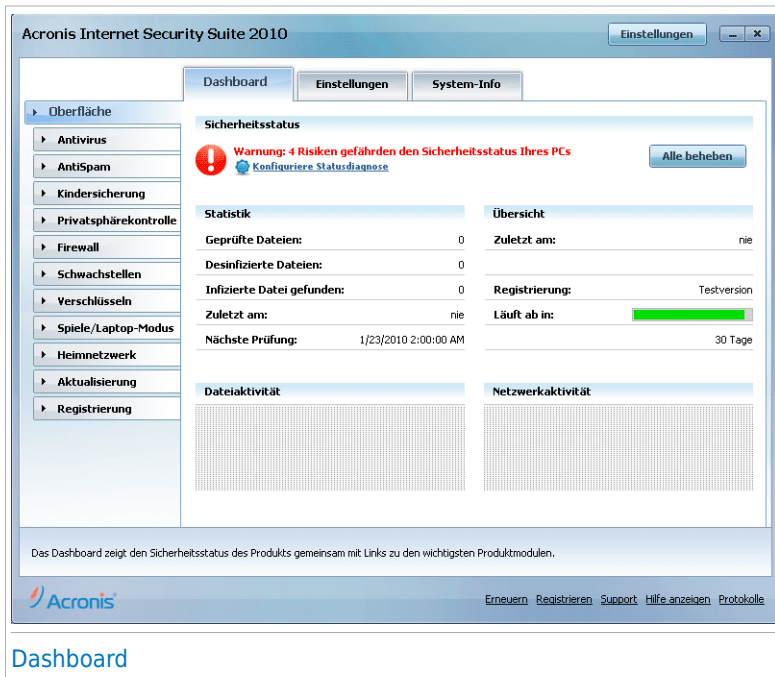 Acronis Internet Security Suite 2010
Einstellungen
Dashboard
Einstellungen
System-Info
Oberfläche
Antivirus
AntiSpam
Kindersicherung
Privatsphärekontrolle
Firewall
Schwachstellen
Verschlüsseln
Spiele/Laptop-Modus
Heimnetzwerk
Aktualisierung
Registrierung
Sicherheitsstatus
Warnung: 4 Risiken gefährden den Sicherheitsstatus Ihres PCs
Konfiguriere Statusdiagnose
Alle beheben
Statistik
Geprüfte Dateien: 0
Desinfizierte Dateien: 0
Infizierte Datei gefunden: 0
Zuletzt am: nie
Nächste Prüfung: 1/23/2010 2:00:00 AM
Übersicht
Zuletzt am: nie
Registrierung: Testversion
Läuft ab in:
30 Tage
Dateiaktivität
Netzwerkaktivität
Das Dashboard zeigt den Sicherheitsstatus des Produkts gemeinsam mit Links zu den wichtigsten Produktmodulen.
Acronis
Erneuern Registrieren Support Hilfe anzeigen Protokolle
Dashboard